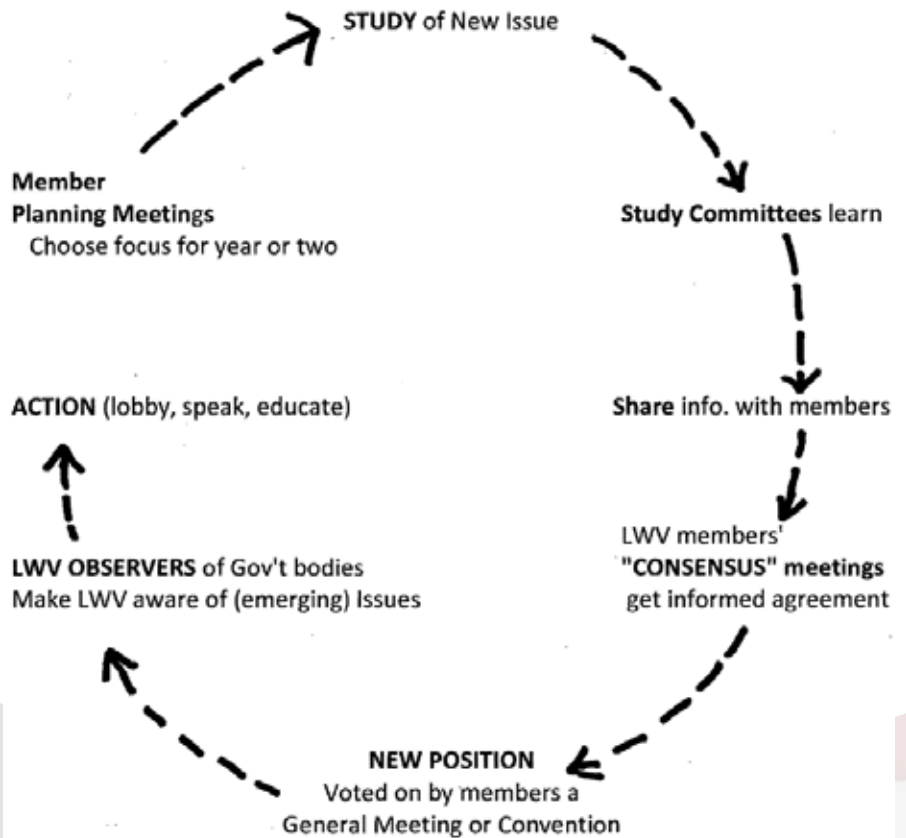 STUDY of New Issue
Study Committees learn
Share info. with members
LWV members'
"CONSENSUS" meetings
get informed agreement
NEW POSITION
Voted on by members a
General Meeting or Convention
LWV OBSERVERS of Gov't bodies
Make LWV aware of (emerging) Issues
ACTION (lobby, speak, educate)
Member
Planning Meetings
Choose focus for year or two